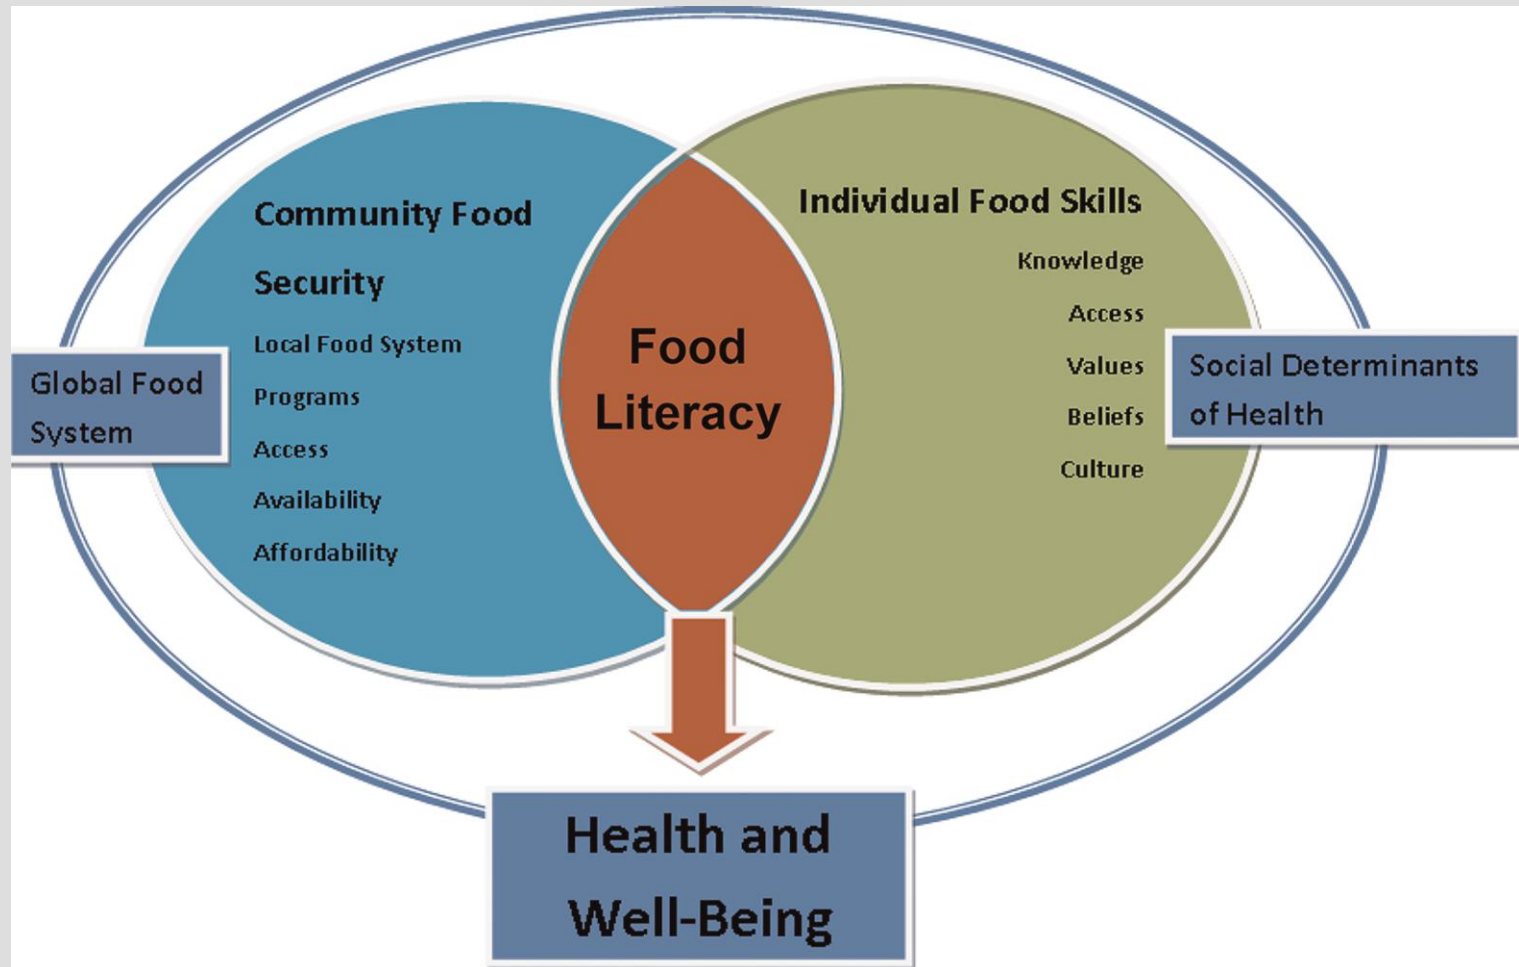 Community Food
Security
Local Food System
Programs
Access
Availability
Affordability
Individual Food Skills
Knowledge
Access
Values
Beliefs
Culture
Food
Literacy
Global Food
System
Social Determinants
of Health
Health and
Well-Being